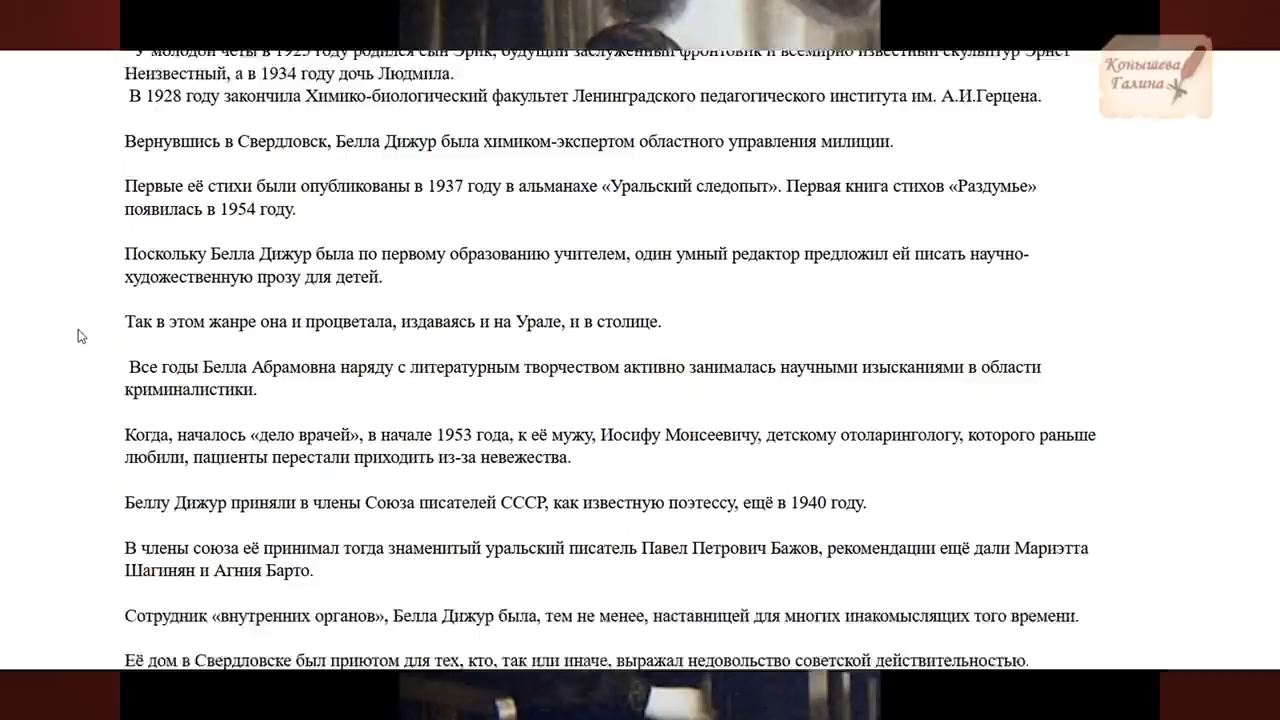 У молодой четы в 1925 году родился сын Эрик, будущий заслуженный фронтовик и всемирно известный скульптур Эрнст
Неизвестный, а в 1934 году дочь Людмила.
В 1928 году закончила Химико-биологический факультет Ленинградского педагогического института им. А.И.Герцена.
Вернувшись в Свердловск, Белла Дижур была химиком-экспертом областного управления милиции.
Первые её стихи были опубликованы в 1937 году в альманахе «Уральский следопыт». Первая книга стихов «Раздумье»
появилась в 1954 году.
Поскольку Белла Дижур была по первому образованию учителем, один умный редактор предложил ей писать научно-
художественную прозу для детей.
Так в этом жанре она и процветала, издаваясь и на Урале, и в столице.
Все годы Белла Абрамовна наряду с литературным творчеством активно занималась научными изысканиями в области
криминалистики.
Когда, началось «дело врачей», в начале 1953 года, к её мужу, Иосифу Моисеевичу, детскому отоларингологу, которого раньше
любили, пациенты перестали приходить из-за невежества.
Беллу Дижур приняли в члены Союза писателей СССР, как известную поэтессу, ещё в 1940 году.
В члены союза её принимал тогда знаменитый уральский писатель Павел Петрович Бажов, рекомендации ещё дали Мариэтта
Шагинян и Агния Барто.
Сотрудник «внутренних органов», Белла Дижур была, тем не менее, наставницей для многих инакомыслящих того времени.
Её дом в Свердловске был приютом для тех, кто, так или иначе, выражал недовольство советской действительностью.
Конышева
Галина